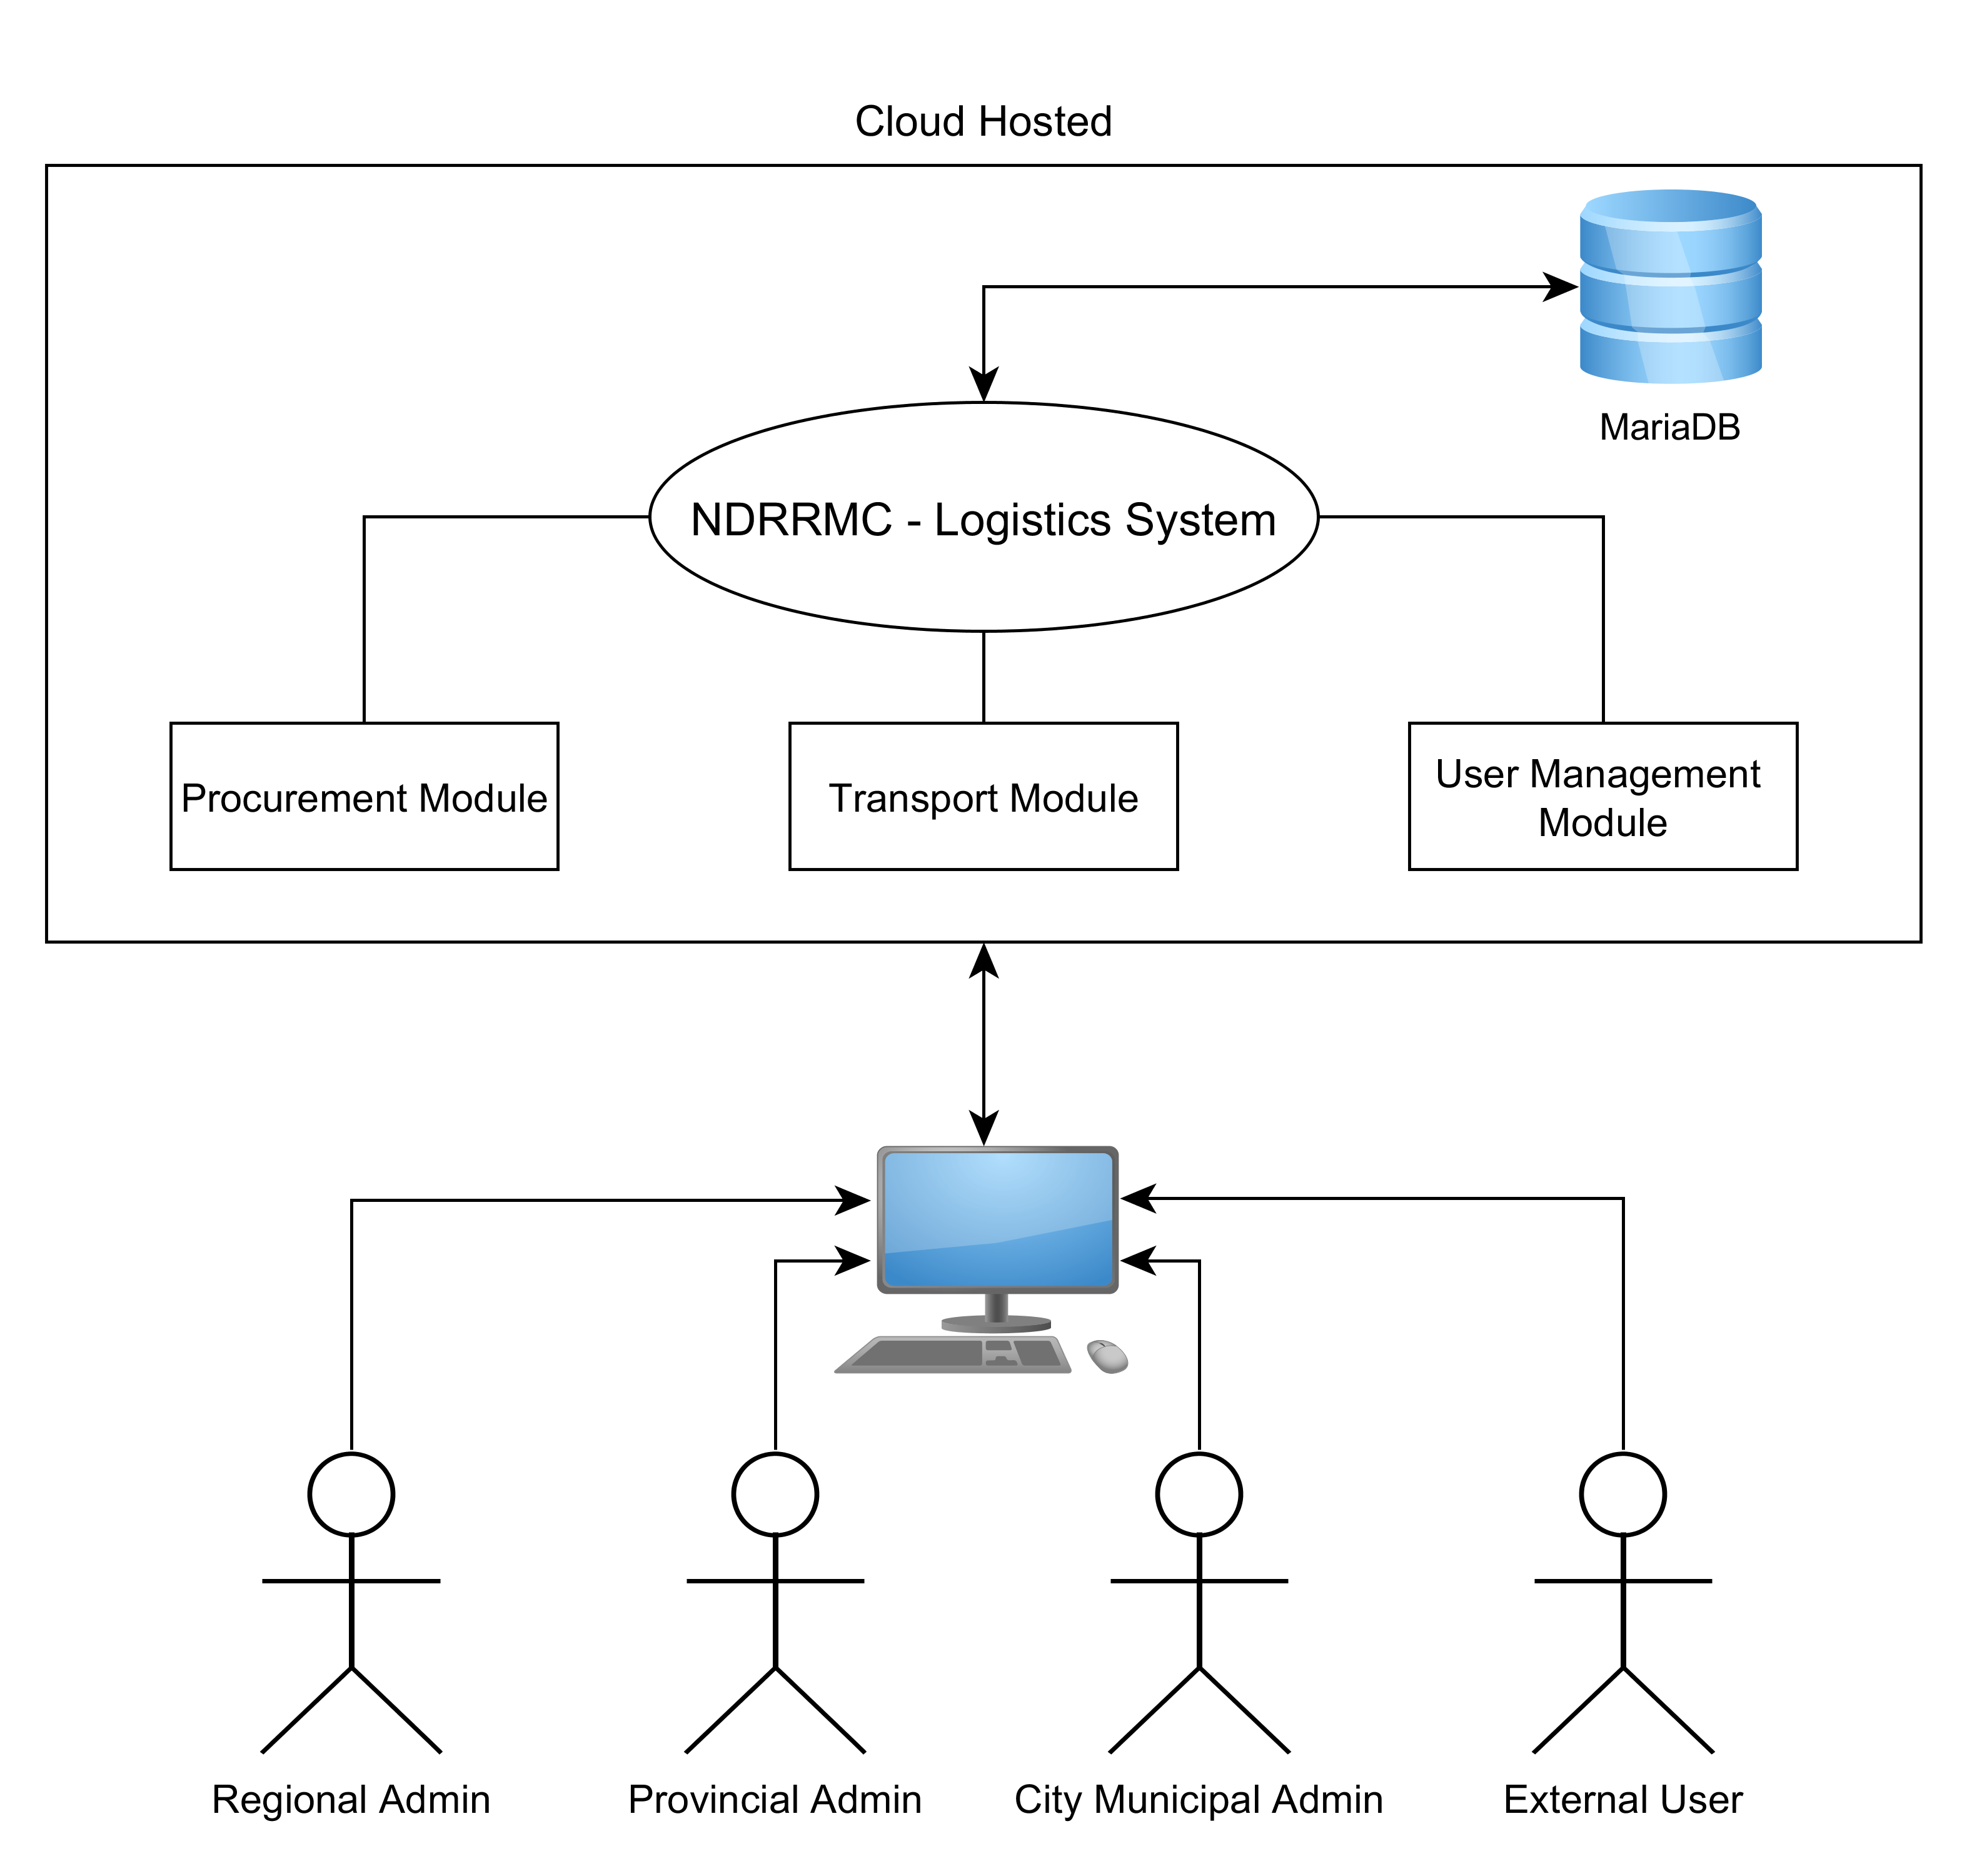 Cloud Hosted
MariaDB
NDRRMC - Logistics System
Procurement Module
Transport Module
User Management
Module
Regional Admin
Provincial Admin
City Municipal Admin
External User